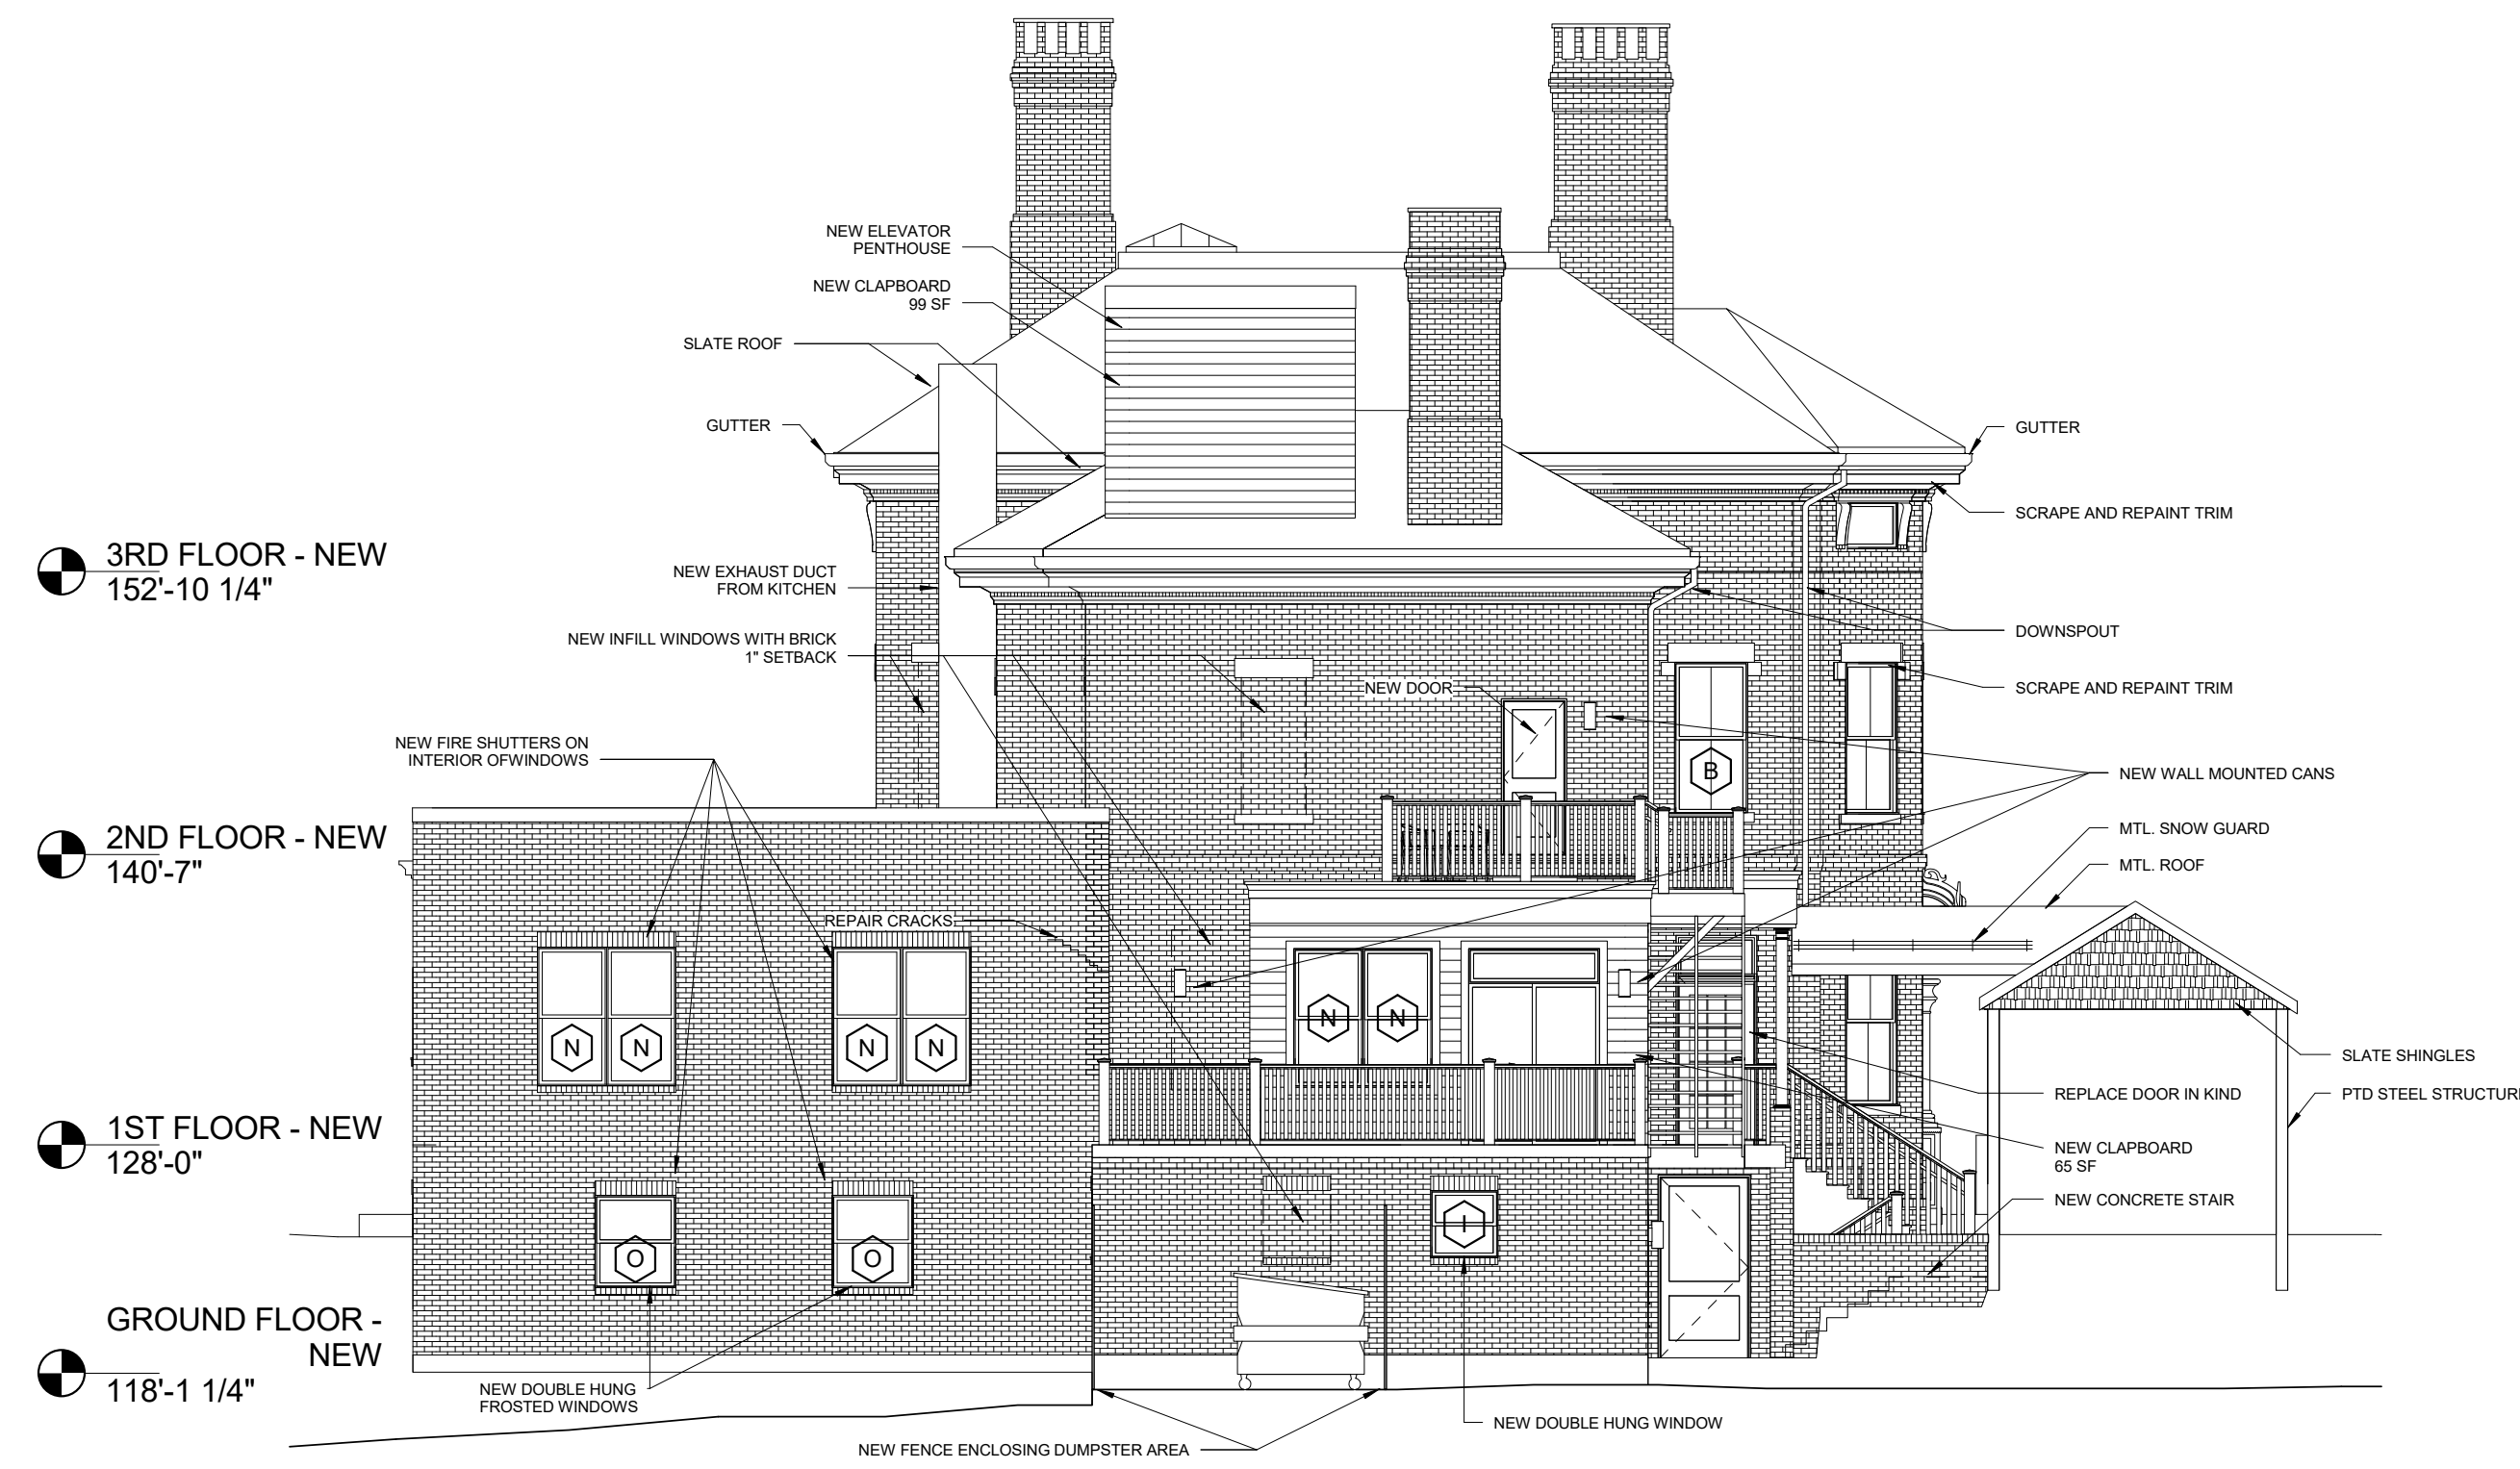 NEW ELEVATOR
PENTHOUSE
NEW CLAPBOARD
99 SF
SLATE ROOF
GUTTER
GUTTER
SCRAPE AND REPAINT TRIM
3RD FLOOR - NEW
152'-10 1/4"
NEW EXHAUST DUCT
FROM KITCHEN
DOWNSPOUT
NEW INFILL WINDOWS WITH BRICK
1" SETBACK
NEW DOOR
SCRAPE AND REPAINT TRIM
NEW FIRE SHUTTERS ON
INTERIOR OFWINDOWS
B
NEW WALL MOUNTED CANS
2ND FLOOR - NEW
140'-7"
MTL. SNOW GUARD
MTL. ROOF
REPAIR CRACKS
N
N
N
N
N
N
SLATE SHINGLES
REPLACE DOOR IN KIND
PTD STEEL STRUCTURE
1ST FLOOR - NEW
128'-0"
NEW CLAPBOARD
65 SF
NEW CONCRETE STAIR
I
O
O
GROUND FLOOR -
NEW
118'-1 1/4"
NEW DOUBLE HUNG
FROSTED WINDOWS
NEW DOUBLE HUNG WINDOW
NEW FENCE ENCLOSING DUMPSTER AREA